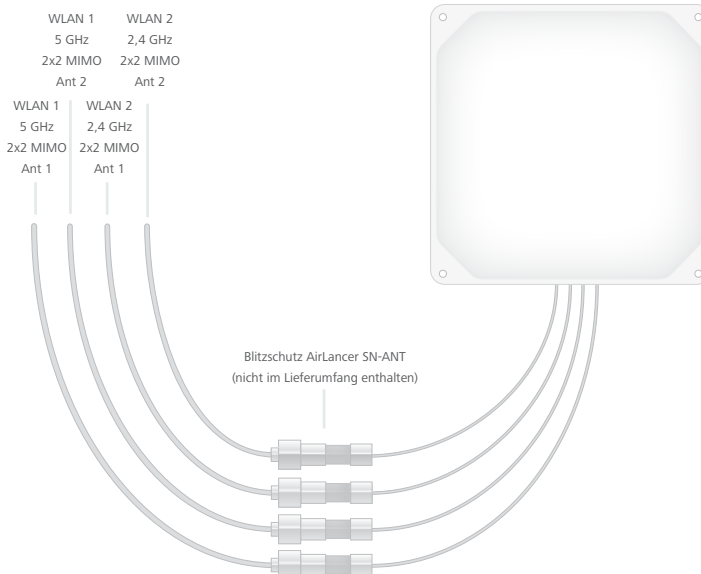 WLAN 1
5 GHz
2x2 MIMO
Ant 2
WLAN 2
2,4 GHz
2x2 MIMO
Ant 2
WLAN 1
5 GHz
2x2 MIMO
Ant 1
WLAN 2
2,4 GHz
2x2 MIMO
Ant 1
Blitzschutz AirLancer SN-ANT
(nicht im Lieferumfang enthalten)